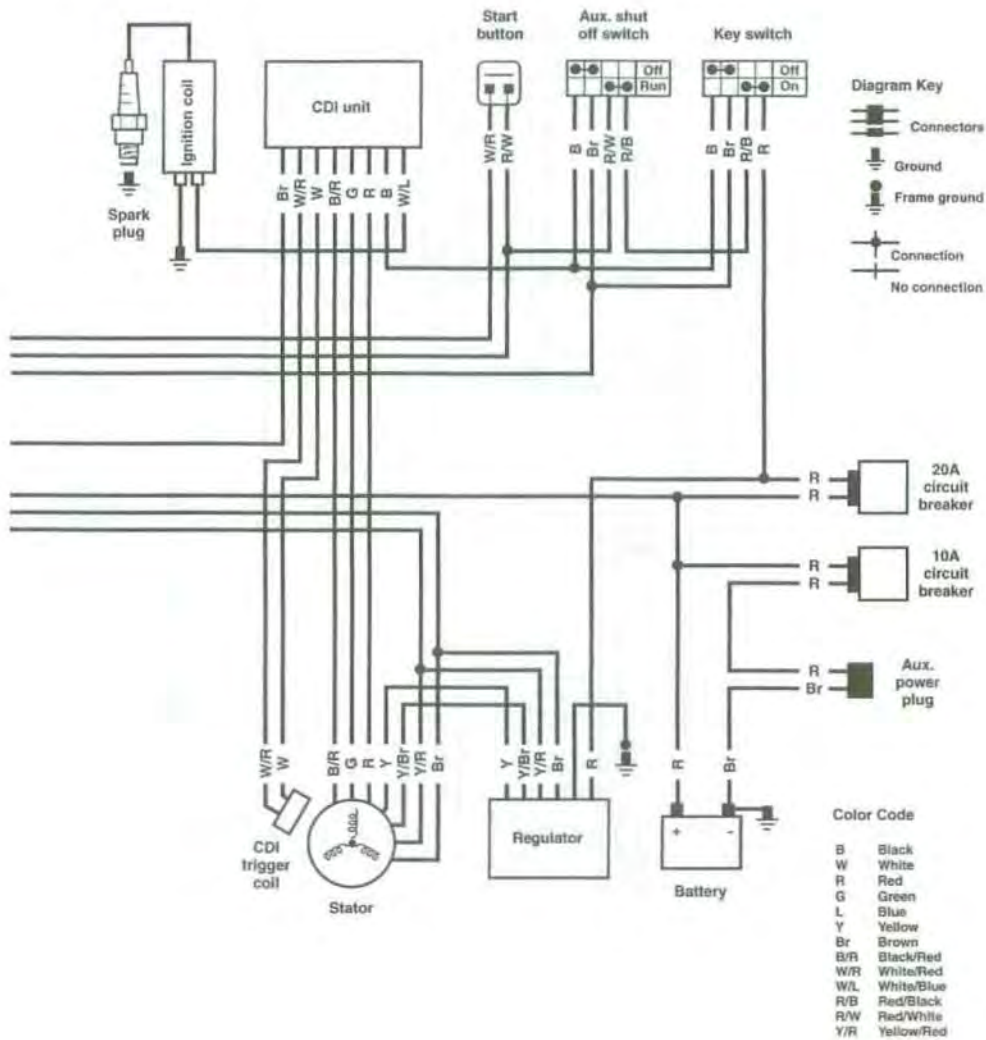 Start button
Aux. shut off switch
Key switch
Off
Run
Off
On
Diagram Key
Connectors
Ground
Frame ground
Connection
No connection
Ignition coil
CDI unit
Spark plug
W/R
R/W
B
Br
R/W
R/B
B
Br
R/B
R
Br
W/R
W
B/R
G
R
B
W/L
R
R
20A circuit breaker
R
R
10A circuit breaker
R
Br
Aux. power plug
W/R
W
B/R
G
R
Y
Y/Br
Y/R
Br
Y
Y/Br
Y/R
Br
R
R
Br
CDI trigger coil
Stator
Regulator
+
-
Battery
Color Code
B Black
W White
R Red
G Green
L Blue
Y Yellow
Br Brown
B/R Black/Red
W/R White/Red
W/L White/Blue
R/B Red/Black
R/W Red/White
Y/R Yellow/Red